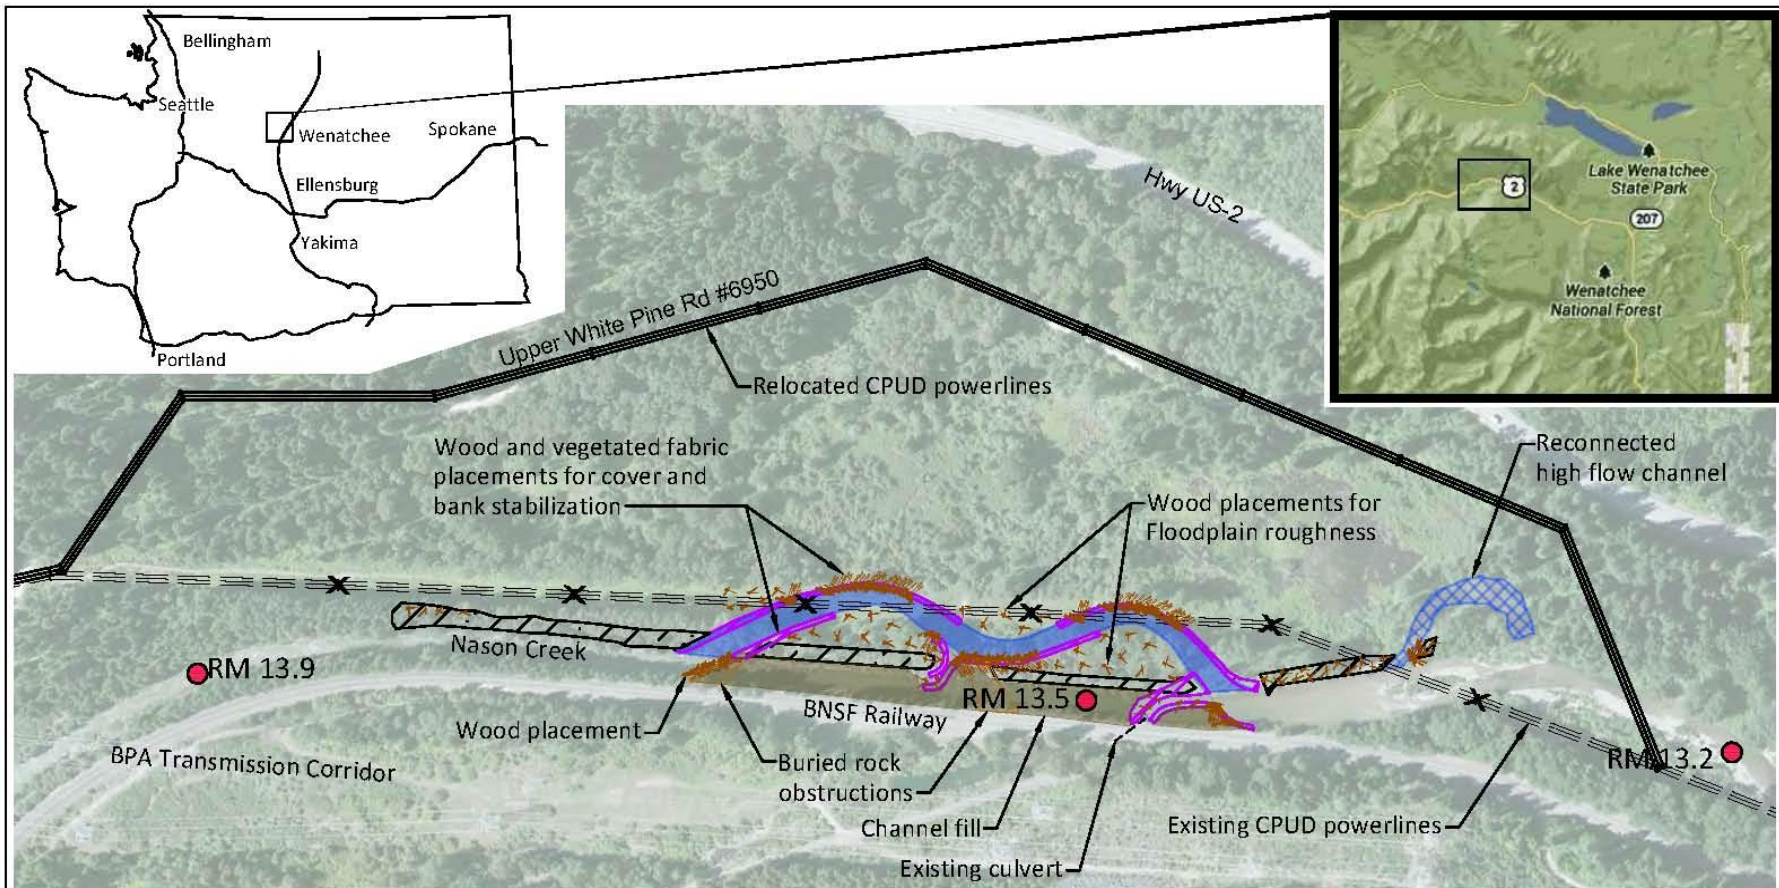 Bellingham
Seattle
Wenatchee
Spokane
Ellensburg
Yakima
Portland
Hwy US-2
Lake Wenatchee
State Park
2
207
Wenatchee
National Forest
Upper White Pine Rd #6950
Relocated CPUD powerlines
Wood and vegetated fabric
placements for cover and
bank stabilization
Wood placements for
Floodplain roughness
Reconnected
high flow channel
Nason Creek
RM 13.9
RM 13.5
RM 13.2
BNSF Railway
Wood placement
BPA Transmission Corridor
Buried rock
obstructions
Channel fill
Existing culvert
Existing CPUD powerlines